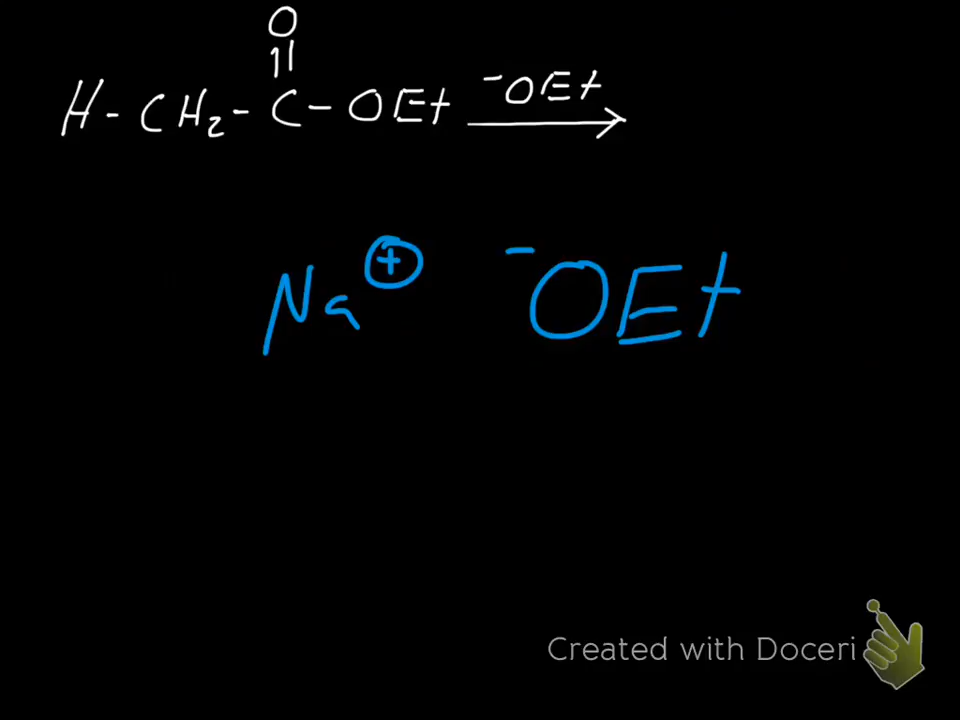 O
||
H-CH₂-C-OEt ⁻OEt
Na⊕ ⁻OEt
Created with Doceri